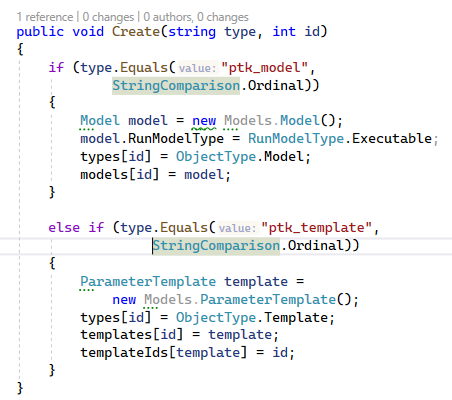 1 reference | 0 changes | 0 authors, 0 changes
public void Create(string type, int id)
{
    if (type.Equals(value: "ptk_model",
            StringComparison.Ordinal))
    {
        Model model = new Models.Model();
        model.RunModelType = RunModelType.Executable;
        types[id] = ObjectType.Model;
        models[id] = model;
    }

    else if (type.Equals(value: "ptk_template",
                 StringComparison.Ordinal))
    {
        ParameterTemplate template =
            new Models.ParameterTemplate();
        types[id] = ObjectType.Template;
        templates[id] = template;
        templateIds[template] = id;
    }
}